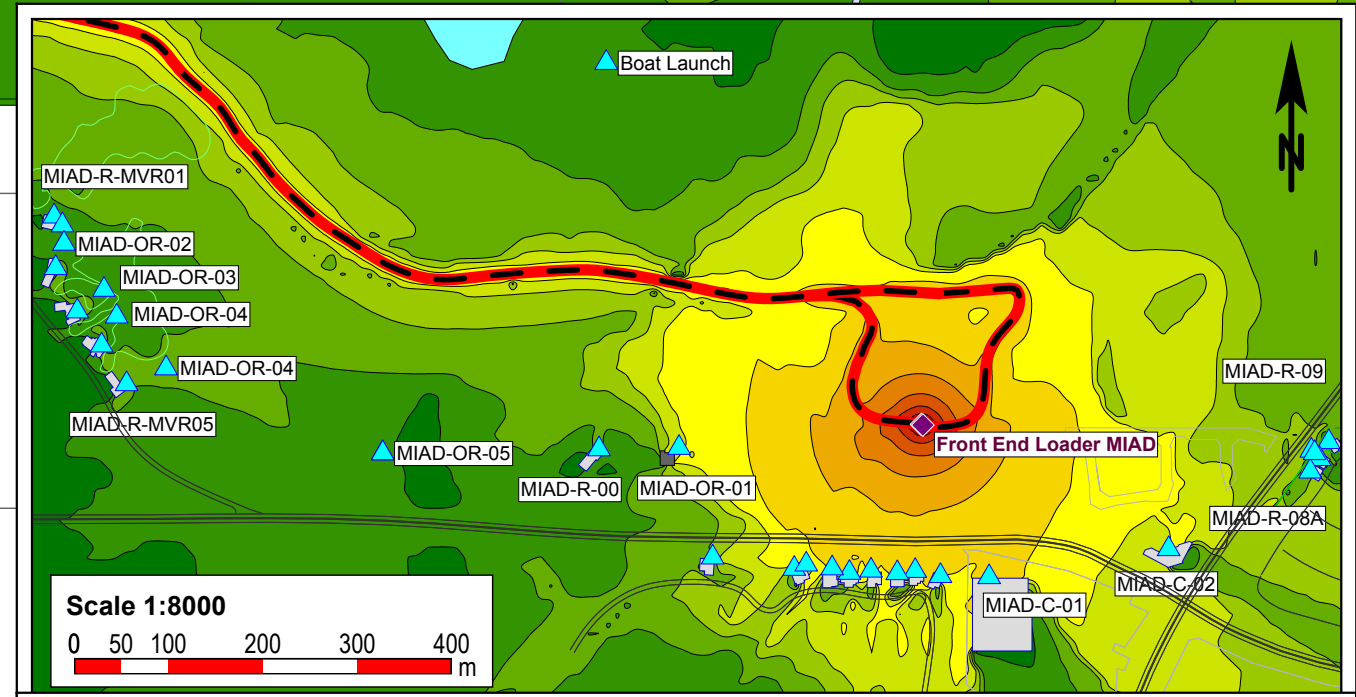 Boat Launch
N
MIAD-R-MVR01
MIAD-OR-02
MIAD-OR-03
MIAD-OR-04
MIAD-OR-04
MIAD-R-MVR05
MIAD-R-09
MIAD-OR-05
Front End Loader MIAD
MIAD-R-00
MIAD-OR-01
MIAD-R-08A
MIAD-C-02
MIAD-C-01
Scale 1:8000
0 50 100 200 300 400
m